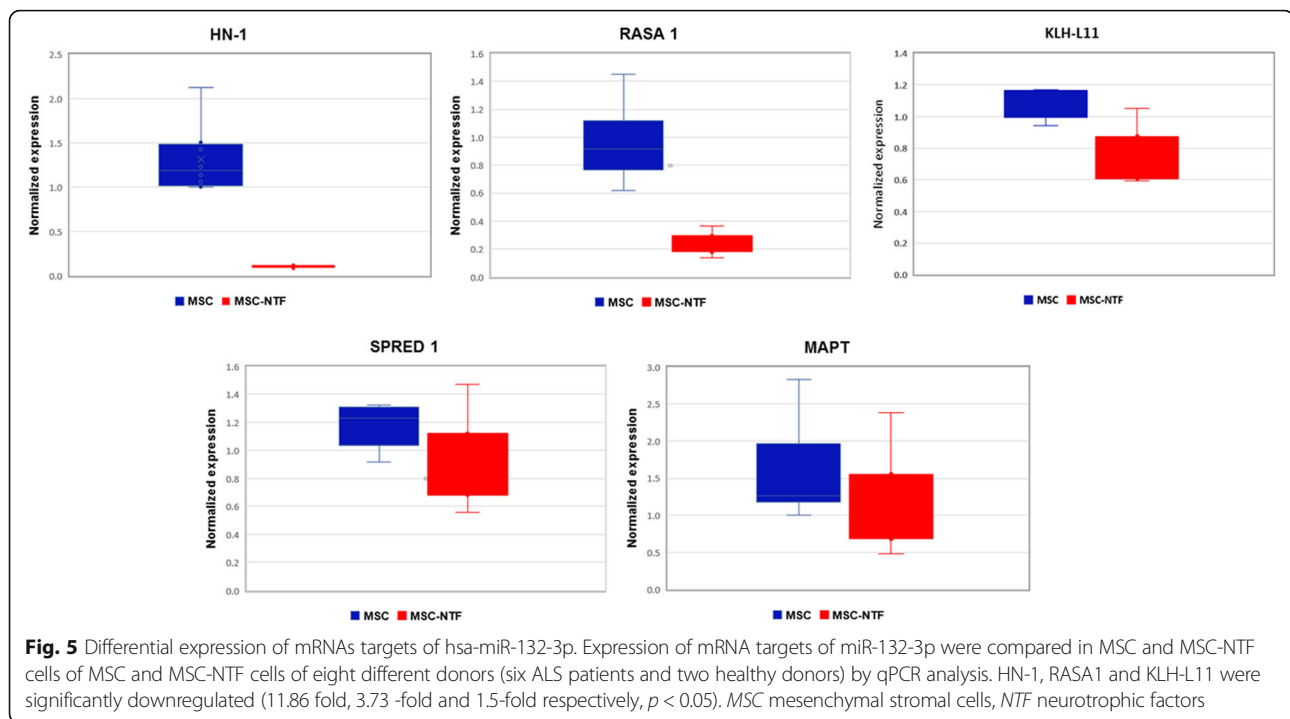 HN-1
Normalized expression
2.5
2.0
1.5
1.0
0.5
0.0
MSC MSC-NTF
RASA 1
Normalized expression
1.6
1.4
1.2
1.0
0.8
0.6
0.4
0.2
0.0
MSC MSC-NTF
KLH-L11
Normalized expression
1.4
1.2
1.0
0.8
0.6
0.4
0.2
0.0
MSC MSC-NTF
SPRED 1
Normalized expression
1.6
1.4
1.2
1.0
0.8
0.6
0.4
0.2
0.0
MSC MSC-NTF
MAPT
Normalized expression
3.0
2.5
2.0
1.5
1.0
0.5
0.0
MSC MSC-NTF
Fig. 5 Differential expression of mRNAs targets of hsa-miR-132-3p. Expression of mRNA targets of miR-132-3p were compared in MSC and MSC-NTF
cells of MSC and MSC-NTF cells of eight different donors (six ALS patients and two healthy donors) by qPCR analysis. HN-1, RASA1 and KLH-L11 were
significantly downregulated (11.86 fold, 3.73 -fold and 1.5-fold respectively, p < 0.05). MSC mesenchymal stromal cells, NTF neurotrophic factors